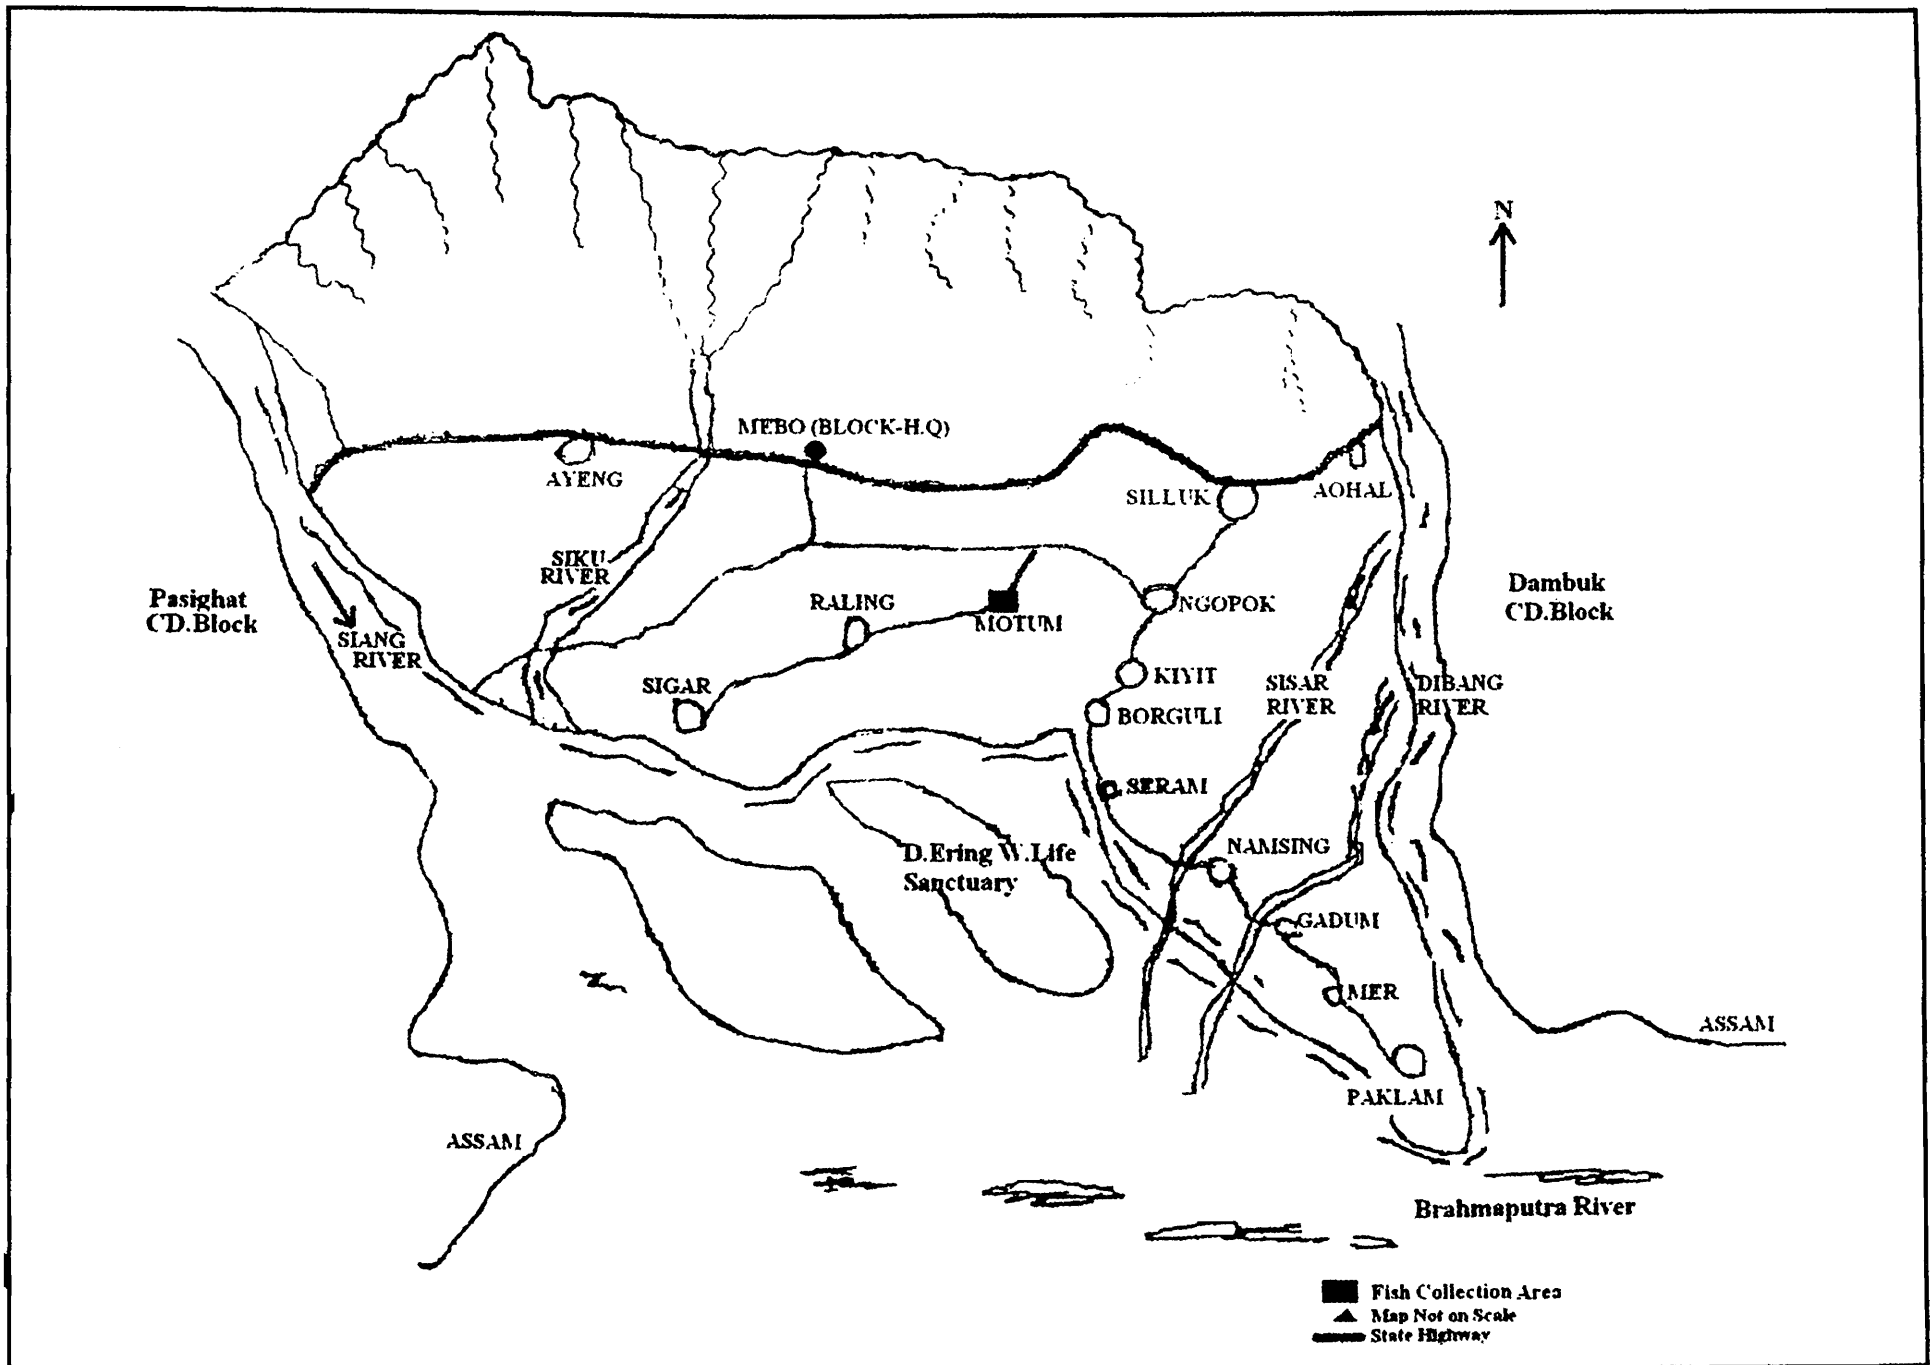 N
MEBO (BLOCK-H.Q)
AYENG
SILLUK
AOHAL
SIKU
RIVER
Pasighat
CD.Block
Dambuk
CD.Block
RALING
NGOPOK
MOTUM
SIANG
RIVER
SIGAR
KIYIT
SISAR
RIVER
DIBANG
RIVER
BORGULI
SERAM
D.Ering W.Life
Sanctuary
NAMSING
GADUM
MER
ASSAM
PAKLAM
ASSAM
Brahmaputra River
Fish Collection Area
Map Not on Scale
State Highway